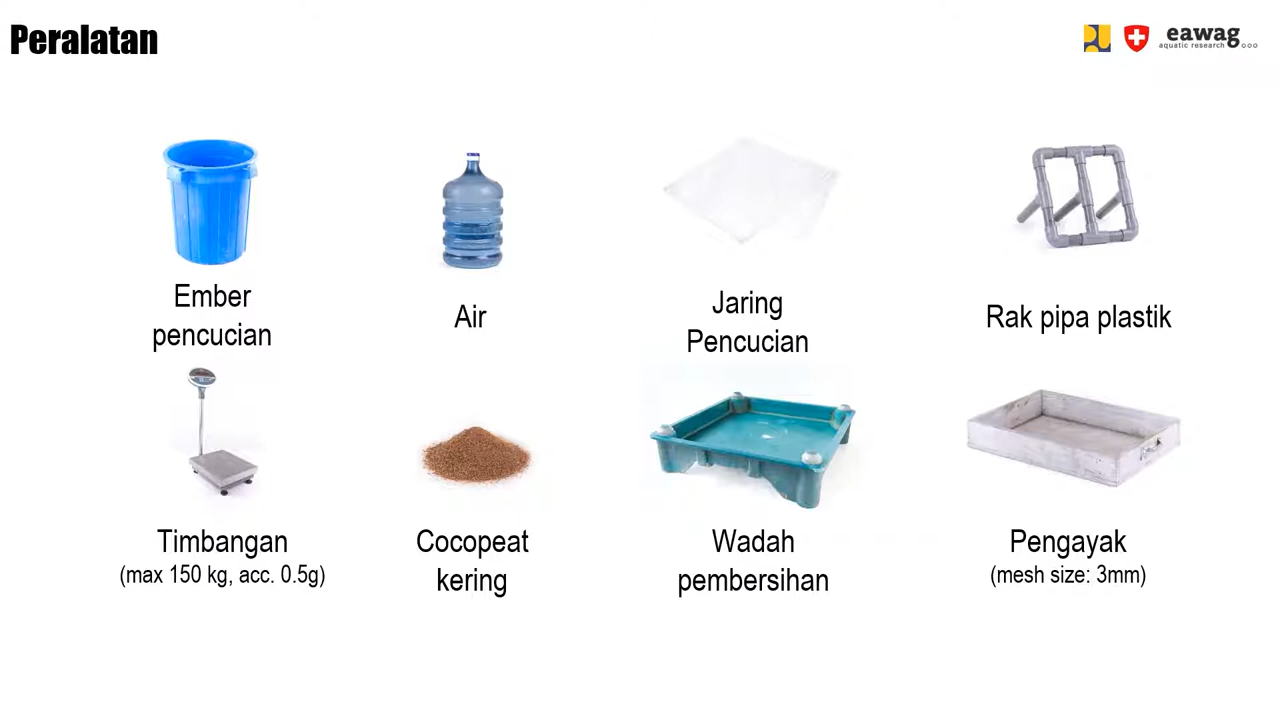 Peralatan
eawag
aquatic research
Ember
pencucian
Air
Jaring
Pencucian
Rak pipa plastik
Timbangan
(max 150 kg, acc. 0.5g)
Cocopeat
kering
Wadah
pembersihan
Pengayak
(mesh size: 3mm)